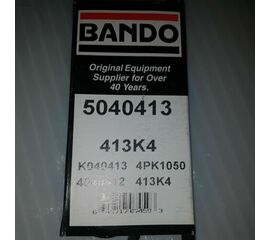 BANDO
Original Equipment
Supplier for Over
40 Years.
5040413
413K4
K040413 4PK1050
413K4